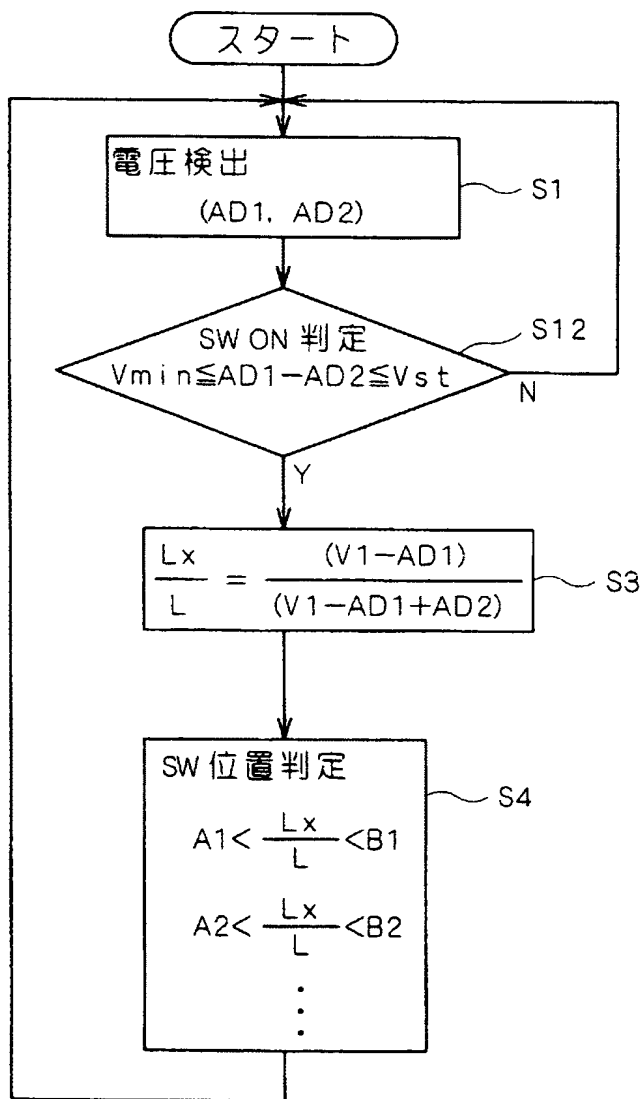 スタート
電圧検出
(AD1, AD2)
S1
SW ON 判定
Vmin≦AD1−AD2≦Vst
S12
N
Y
Lx/L = (V1−AD1)/(V1−AD1+AD2)
S3
SW 位置判定
S4
A1< Lx/L <B1
A2< Lx/L <B2